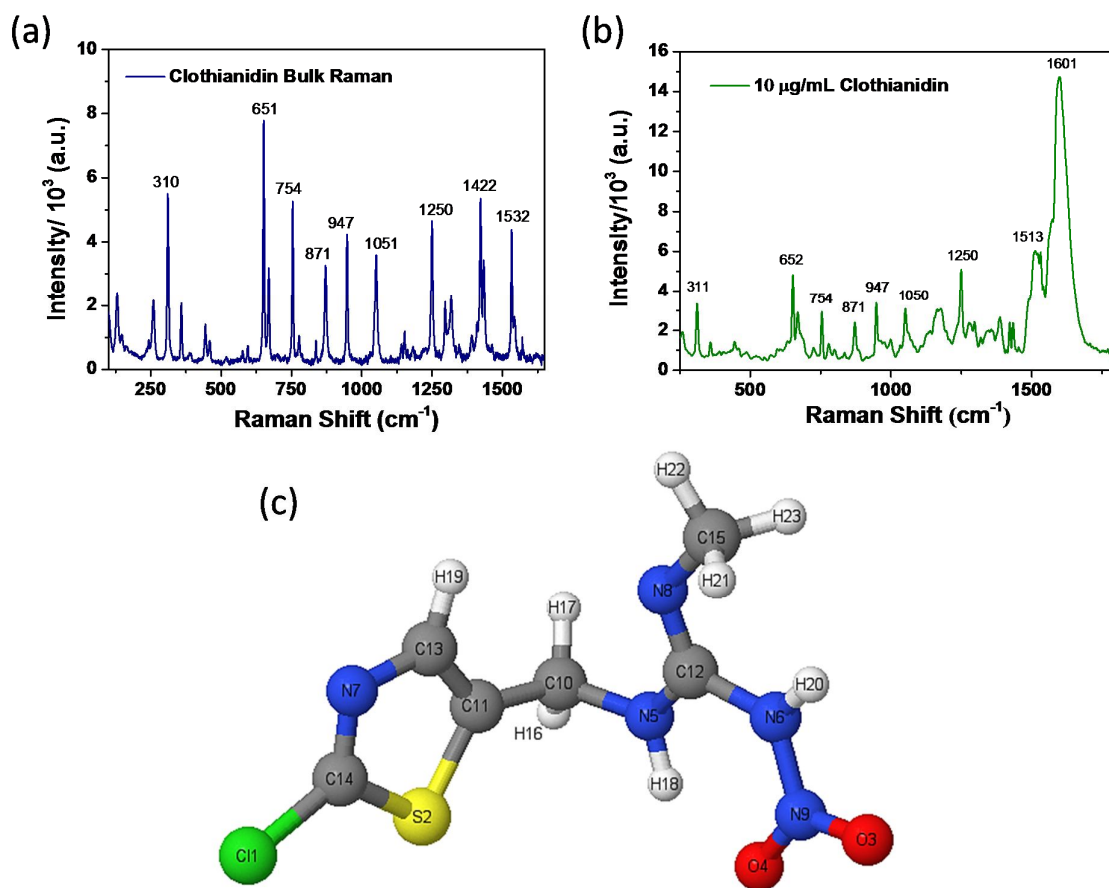 (a)
10
8
6
4
2
0
Intensity/ 10³ (a.u.)
Clothianidin Bulk Raman
310
651
754
871
947
1051
1250
1422
1532
250
500
750
1000
1250
1500
Raman Shift (cm⁻¹)
(b)
16
14
12
10
8
6
4
2
0
Intensity/10³ (a.u.)
10 µg/mL Clothianidin
311
652
754
871
947
1050
1250
1513
1601
500
1000
1500
Raman Shift (cm⁻¹)
(c)
H22
H23
C15
H21
H19
H17
N8
C13
N7
C10
C12
H20
C11
H16
N5
N6
C14
H18
S2
N9
O3
Cl1
O4